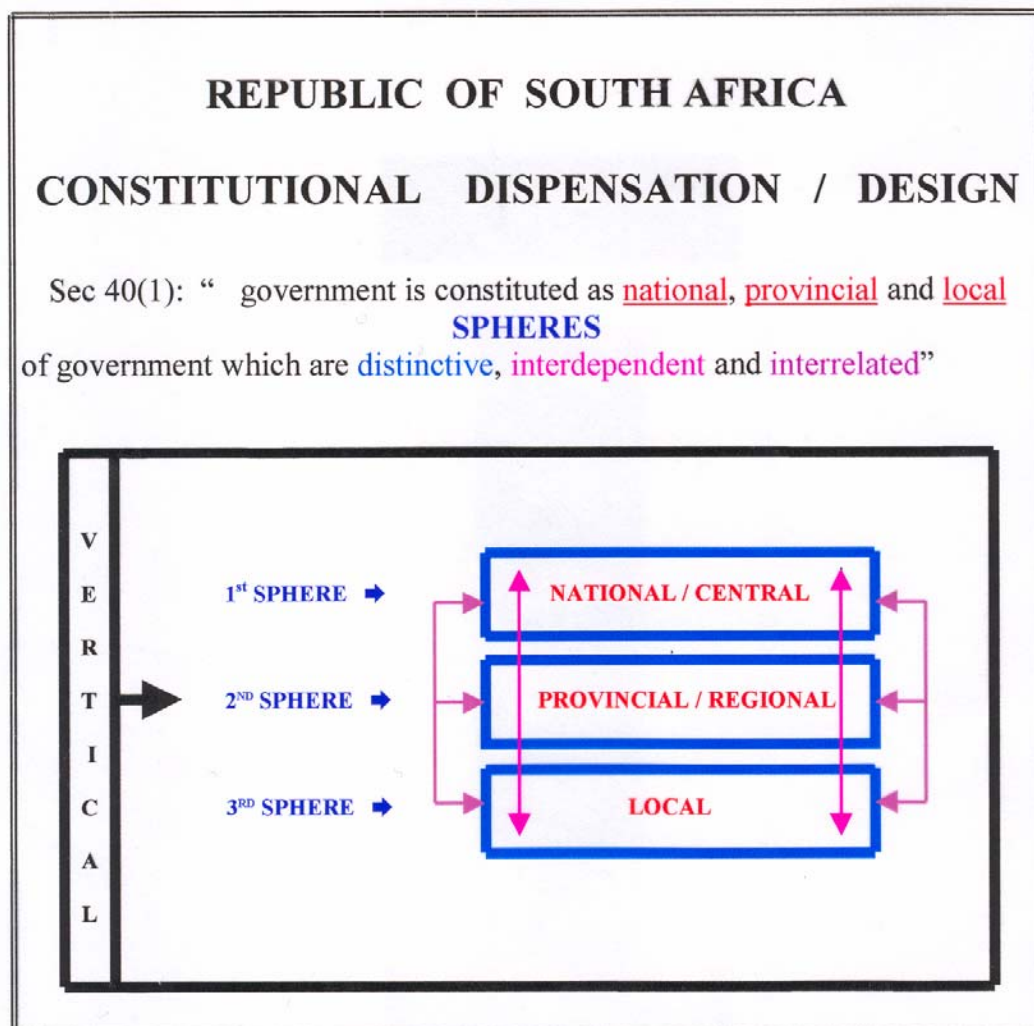 REPUBLIC OF SOUTH AFRICA
CONSTITUTIONAL DISPENSATION / DESIGN
Sec 40(1): “ government is constituted as national, provincial and local
SPHERES
of government which are distinctive, interdependent and interrelated”
VERTICAL
1st SPHERE
NATIONAL / CENTRAL
2ND SPHERE
PROVINCIAL / REGIONAL
3RD SPHERE
LOCAL